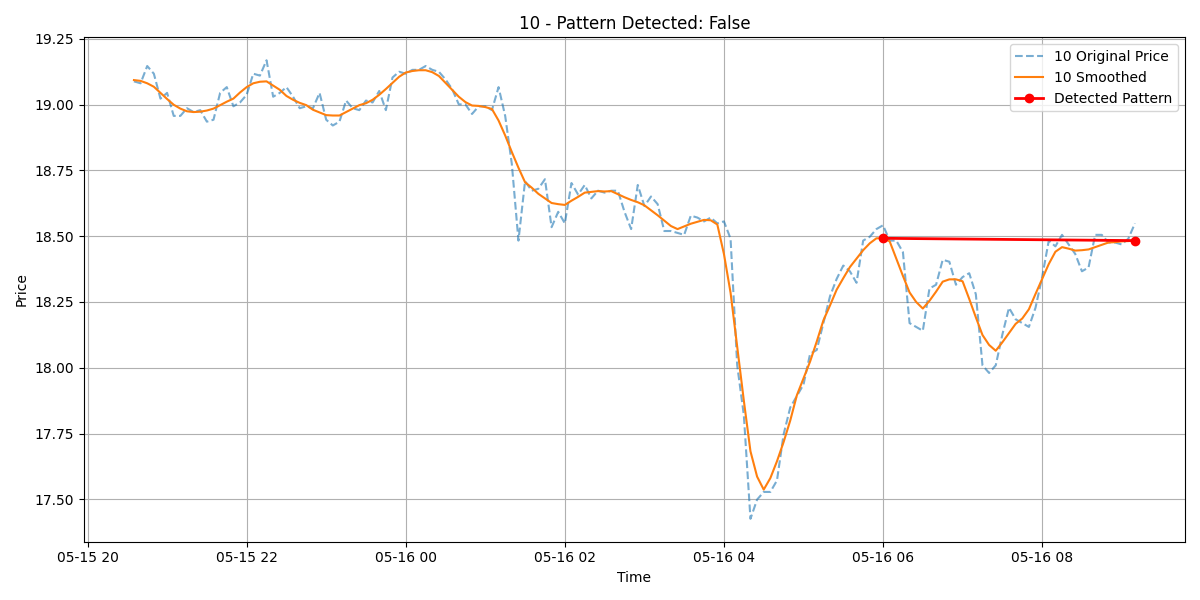 10 - Pattern Detected: False
19.25
19.00
18.75
18.50
18.25
18.00
17.75
17.50
Price
10 Original Price
10 Smoothed
Detected Pattern
05-15 20
05-15 22
05-16 00
05-16 02
05-16 04
05-16 06
05-16 08
Time